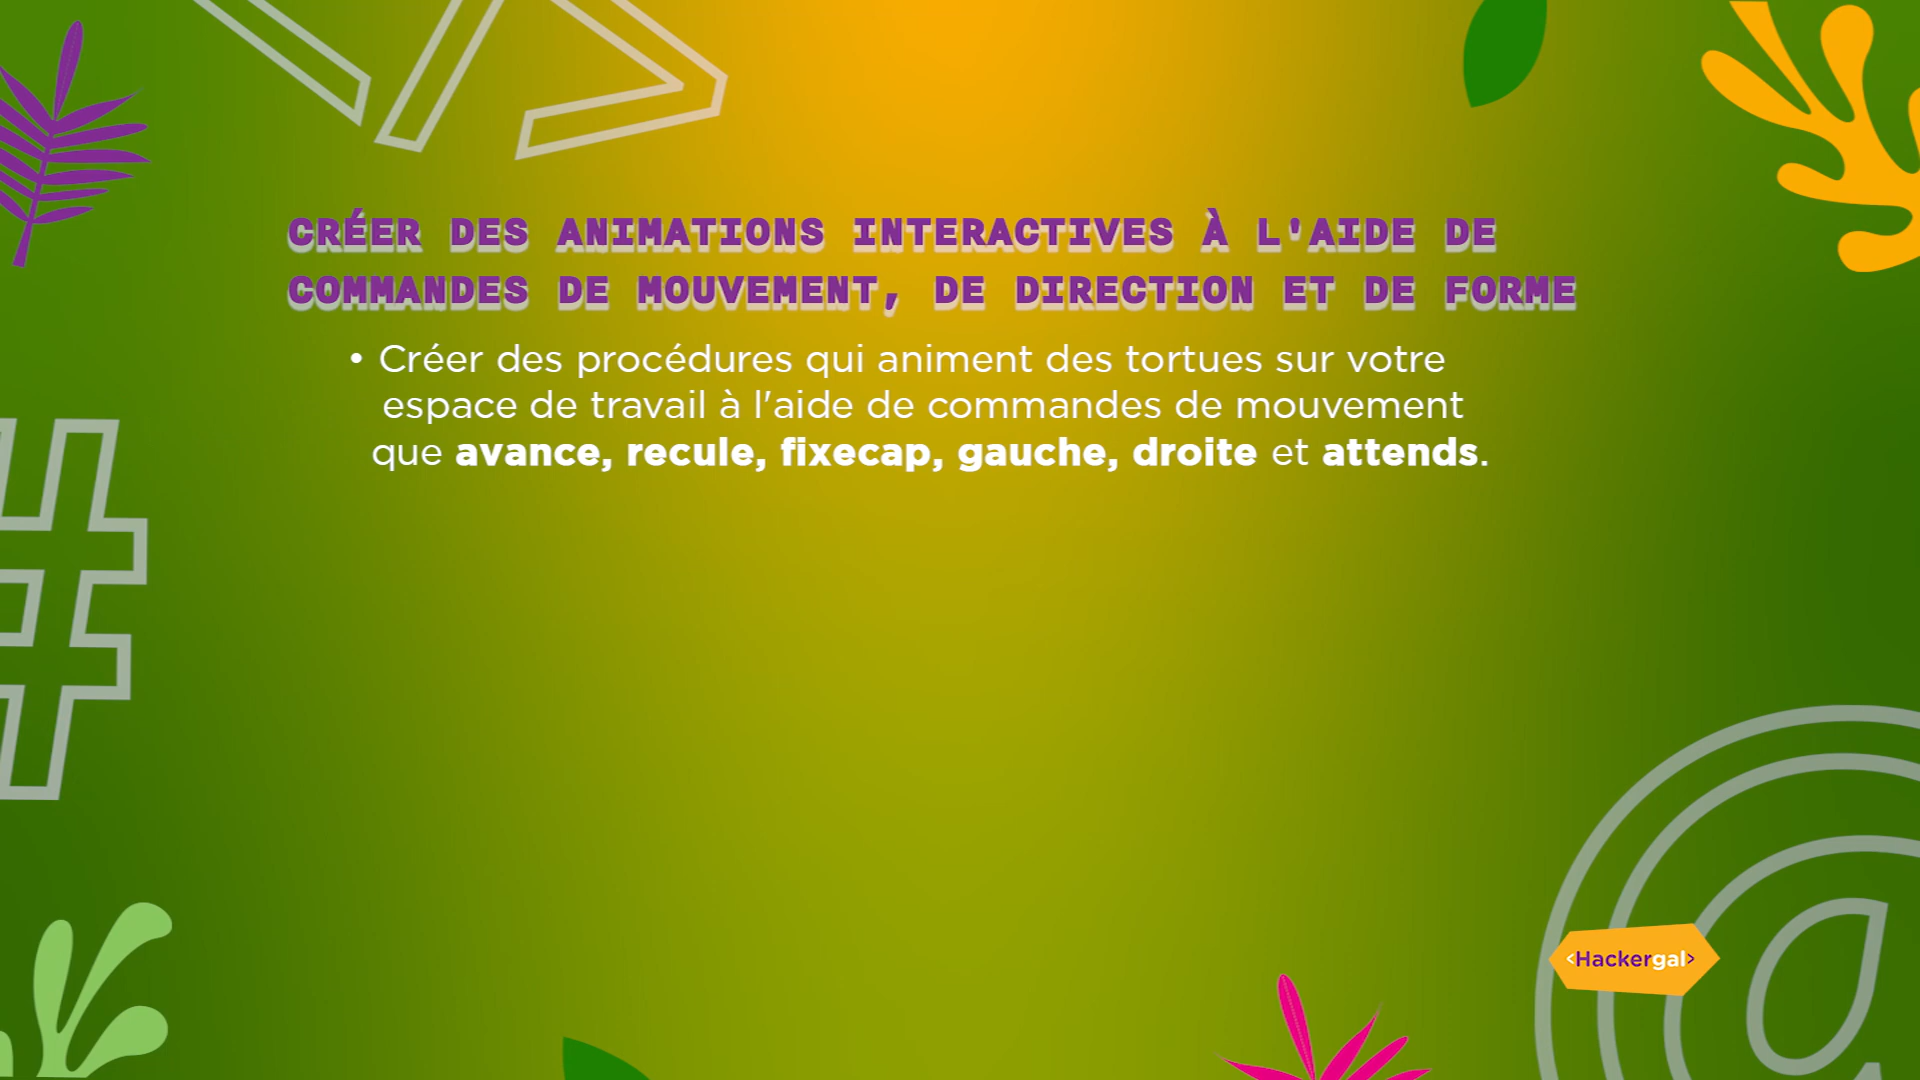 CRÉER DES ANIMATIONS INTERACTIVES À L'AIDE DE
COMMANDES DE MOUVEMENT, DE DIRECTION ET DE FORME
• Créer des procédures qui animent des tortues sur votre
espace de travail à l'aide de commandes de mouvement
que avance, recule, fixecap, gauche, droite et attends.
<Hackergal>